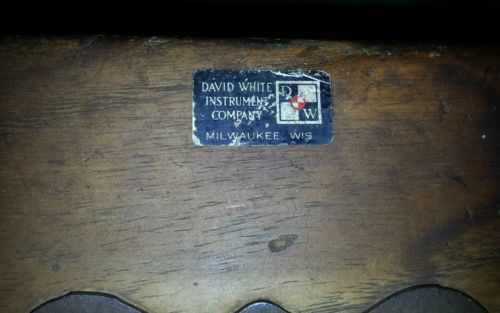 DAVID WHITE
INSTRUMENT
COMPANY
D
W
MILWAUKEE, WIS